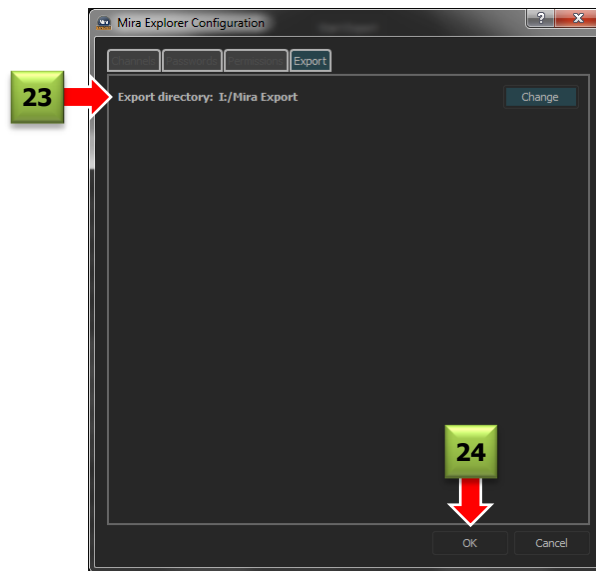 Mira Explorer Configuration
?
X
Channels Passwords Permissions Export
23
Export directory: I:/Mira Export
Change
24
OK
Cancel